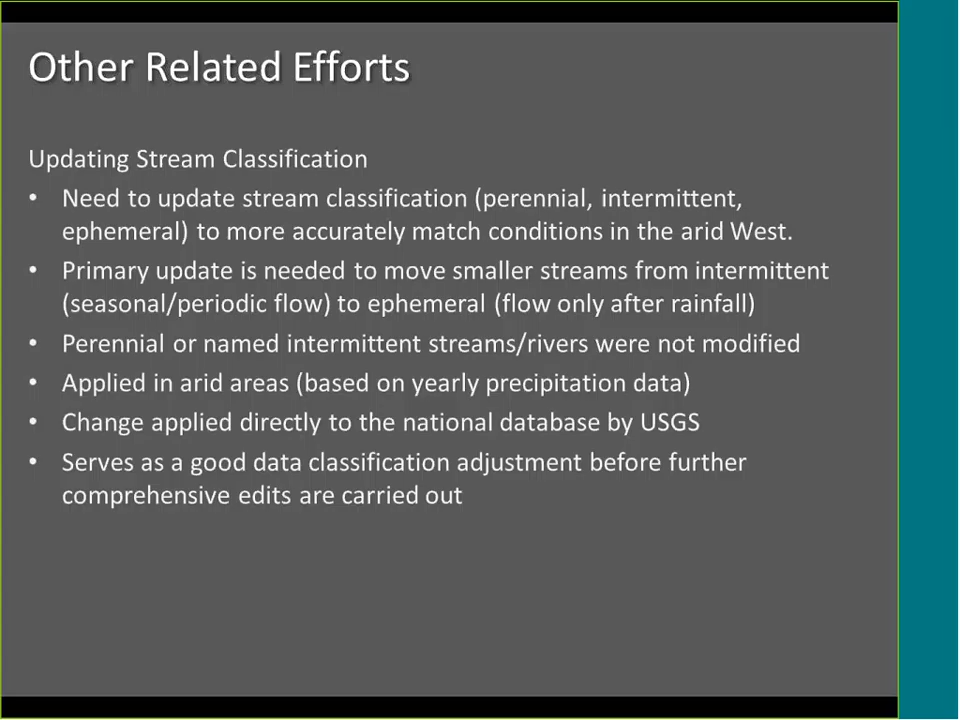 Other Related Efforts
Updating Stream Classification
• Need to update stream classification (perennial, intermittent,
ephemeral) to more accurately match conditions in the arid West.
• Primary update is needed to move smaller streams from intermittent
(seasonal/periodic flow) to ephemeral (flow only after rainfall)
• Perennial or named intermittent streams/rivers were not modified
• Applied in arid areas (based on yearly precipitation data)
• Change applied directly to the national database by USGS
• Serves as a good data classification adjustment before further
comprehensive edits are carried out